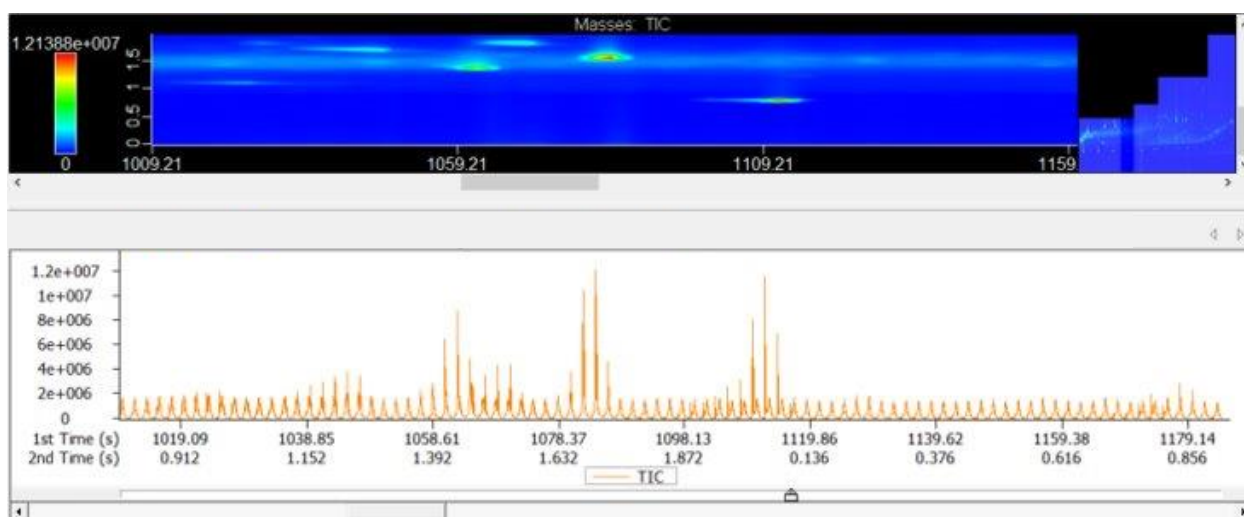 Masses: TIC
1.21388e+007
0
1.5
1
0.5
0
1009.21 1059.21 1109.21 1159
1.2e+007
1e+007
8e+006
6e+006
4e+006
2e+006
0
1st Time (s) 1019.09 1038.85 1058.61 1078.37 1098.13 1119.86 1139.62 1159.38 1179.14
2nd Time (s) 0.912 1.152 1.392 1.632 1.872 0.136 0.376 0.616 0.856
TIC